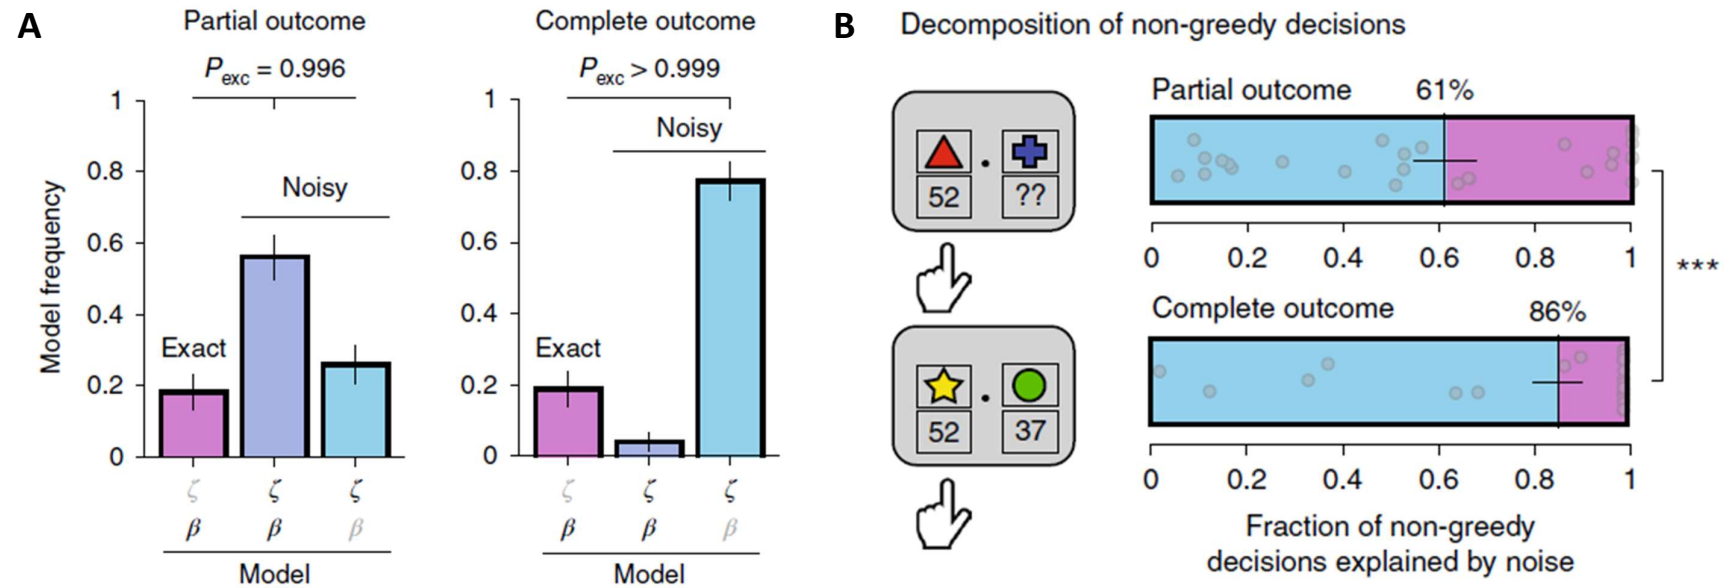 A
Partial outcome
P_exc = 0.996
Noisy
Exact
Model frequency
1
0.8
0.6
0.4
0.2
0
ζ ζ ζ
β β β
Model
Complete outcome
P_exc > 0.999
Noisy
Exact
1
0.8
0.6
0.4
0.2
0
ζ ζ ζ
β β β
Model
B
Decomposition of non-greedy decisions
52 ??
Partial outcome 61%
0 0.2 0.4 0.6 0.8 1
***
52 37
Complete outcome 86%
0 0.2 0.4 0.6 0.8 1
Fraction of non-greedy
decisions explained by noise